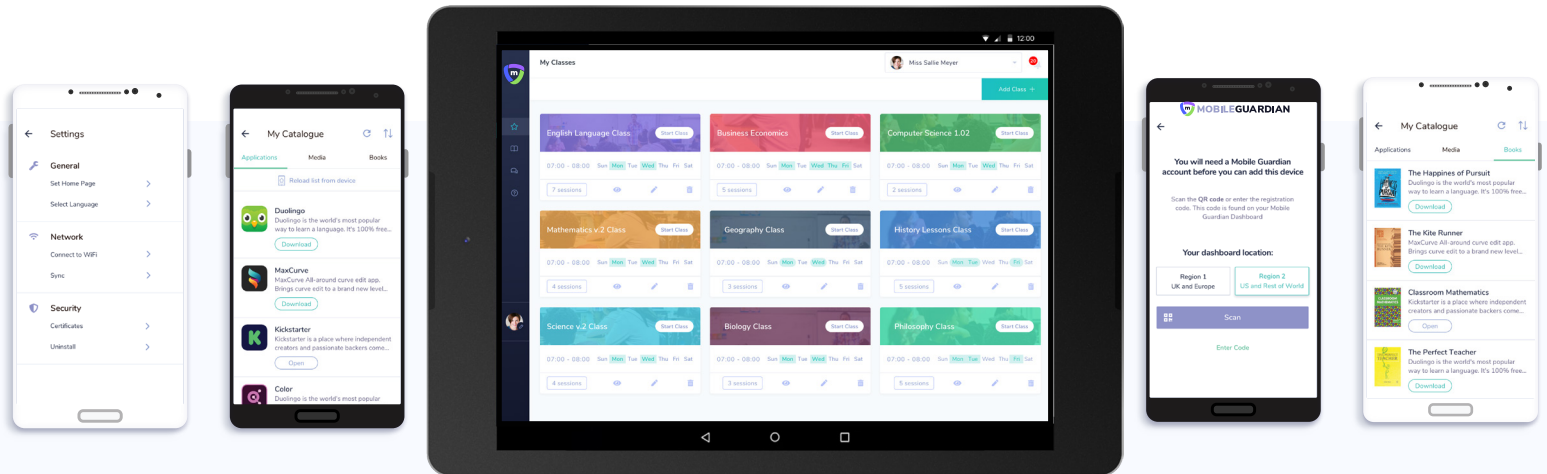 Settings
General
Set Home Page
Select Language
Network
Connect to WiFi
Sync
Security
Certificates
Uninstall
My Catalogue
Applications Media Books
Reload list from device
Duolingo
Duolingo is the world's most popular
way to learn a language. It's 100% free...
Download
MaxCurve
MaxCurve All-around curve edit app.
Brings curve edit to a brand new level...
Download
Kickstarter
Kickstarter is a place where independent
creators and passionate backers come...
Open
Color
Duolingo is the world's most popular
12:00
m
My Classes
Miss Sallie Meyer
20
Add Class →
English Language Class Start Class
07:00 - 08:00 Sun Mon Tue Wed Thu Fri Sat
7 sessions
Business Economics Start Class
07:00 - 08:00 Sun Mon Tue Wed Thu Fri Sat
5 sessions
Computer Science 1.02 Start Class
07:00 - 08:00 Sun Mon Tue Wed Thu Fri Sat
2 sessions
Mathematics v.2 Class Start Class
07:00 - 08:00 Sun Mon Tue Wed Thu Fri Sat
4 sessions
Geography Class Start Class
07:00 - 08:00 Sun Mon Tue Wed Thu Fri Sat
3 sessions
History Lessons Class Start Class
07:00 - 08:00 Sun Mon Tue Wed Thu Fri Sat
5 sessions
Science v.2 Class Start Class
07:00 - 08:00 Sun Mon Tue Wed Thu Fri Sat
4 sessions
Biology Class Start Class
07:00 - 08:00 Sun Mon Tue Wed Thu Fri Sat
3 sessions
Philosophy Class Start Class
07:00 - 08:00 Sun Mon Tue Wed Thu Fri Sat
5 sessions
m MOBILEGUARDIAN
You will need a Mobile Guardian
account before you can add this device
Scan the QR code or enter the registration
code. This code is found on your Mobile
Guardian Dashboard
Your dashboard location:
Region 1
UK and Europe
Region 2
US and Rest of World
Scan
Enter Code
My Catalogue
Applications Media Books
The Happines of Pursuit
Duolingo is the world's most popular
way to learn a language. It's 100% free...
Download
The Kite Runner
MaxCurve All-around curve edit app.
Brings curve edit to a brand new level...
Download
Classroom Mathematics
Kickstarter is a place where independent
creators and passionate backers come...
Open
The Perfect Teacher
Duolingo is the world's most popular
way to learn a language. It's 100% free...
Download